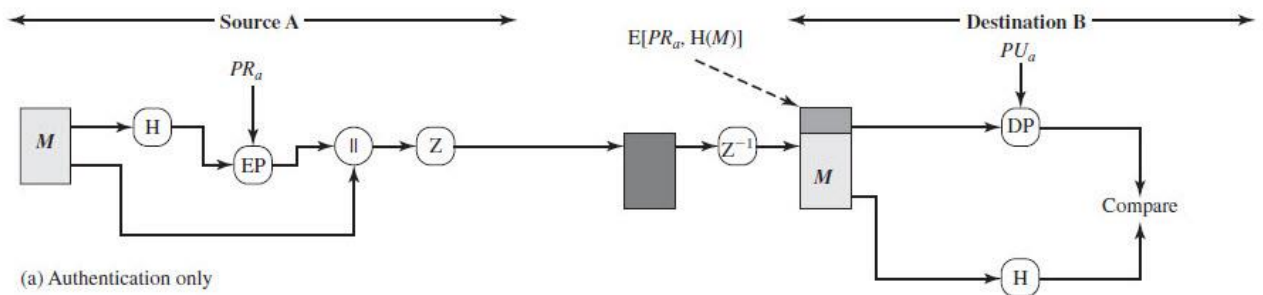 Source A
Destination B
E[PRₐ, H(M)]
PUₐ
PRₐ
M
H
EP
||
Z
Z⁻¹
M
DP
Compare
H
(a) Authentication only